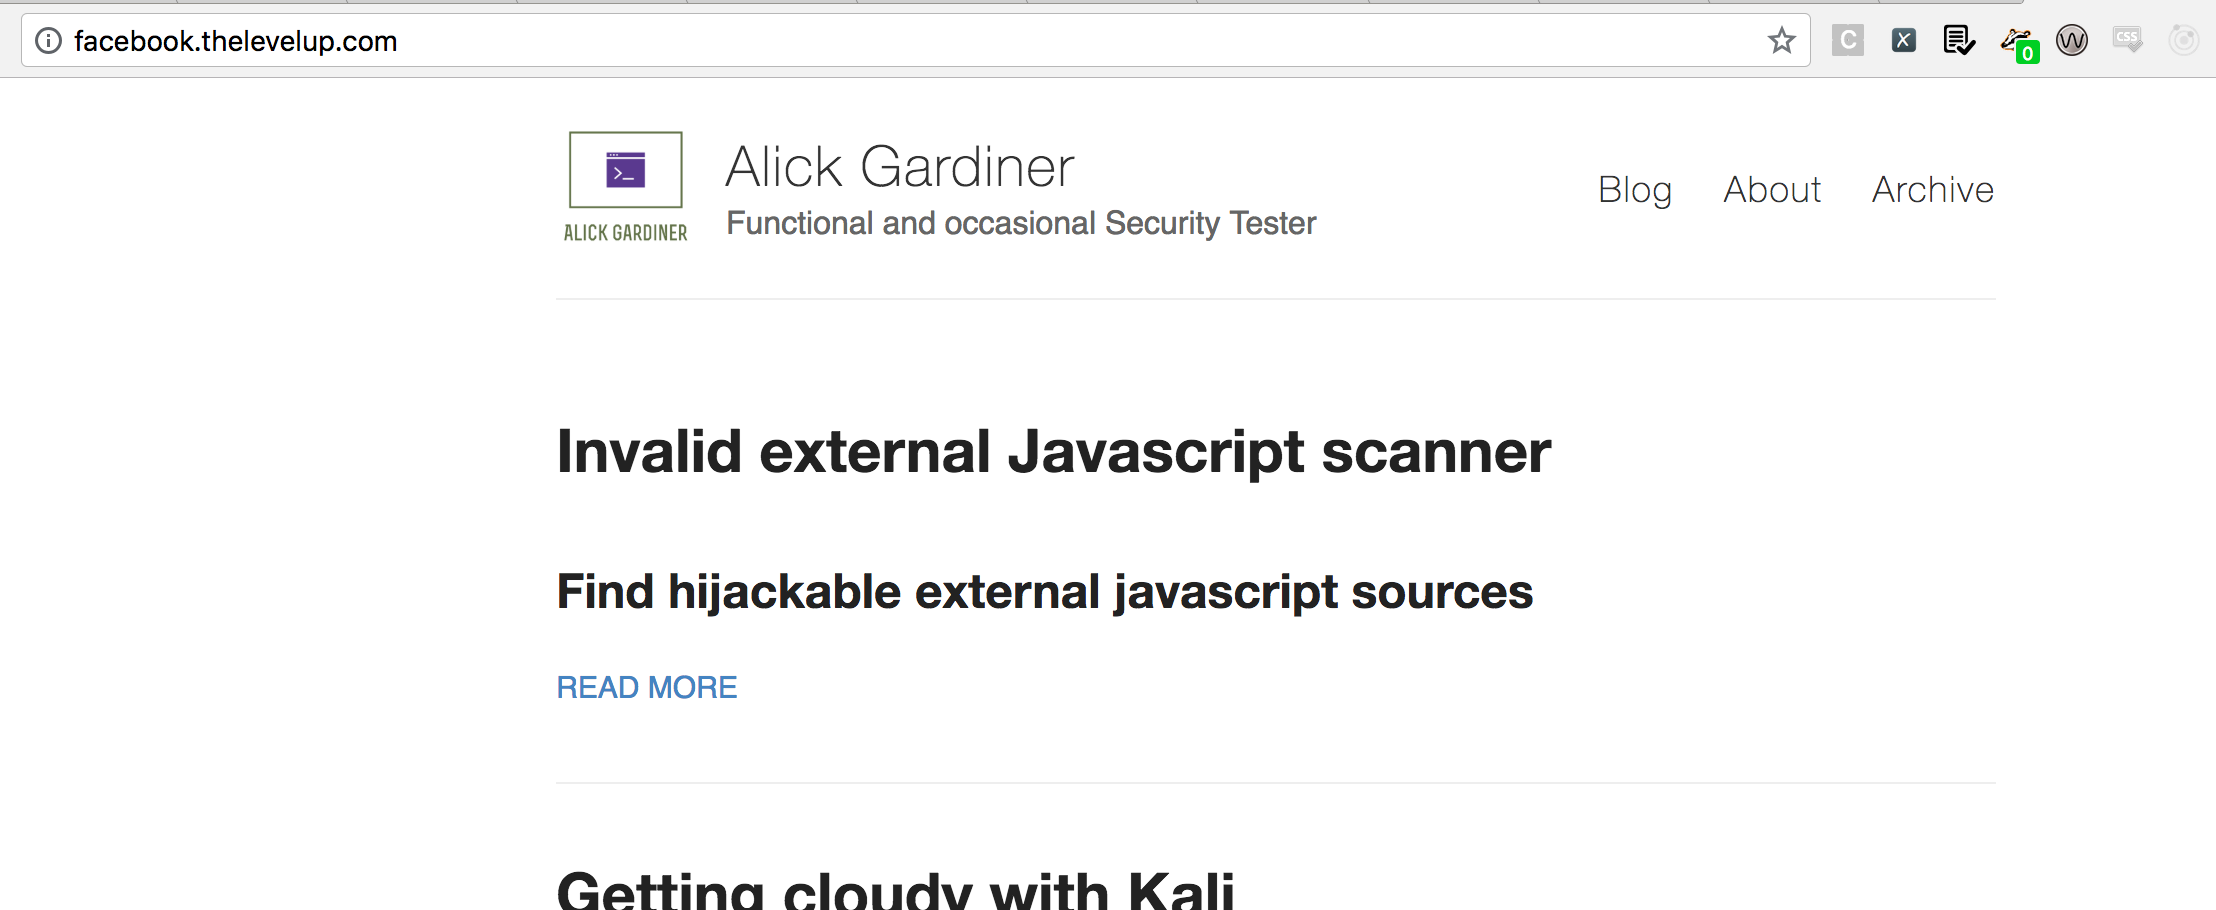 facebook.thelevelup.com
C
X
0
W
CSS
>_
ALICK GARDINER
Alick Gardiner
Functional and occasional Security Tester
Blog About Archive
Invalid external Javascript scanner
Find hijackable external javascript sources
READ MORE
Getting cloudy with Kali